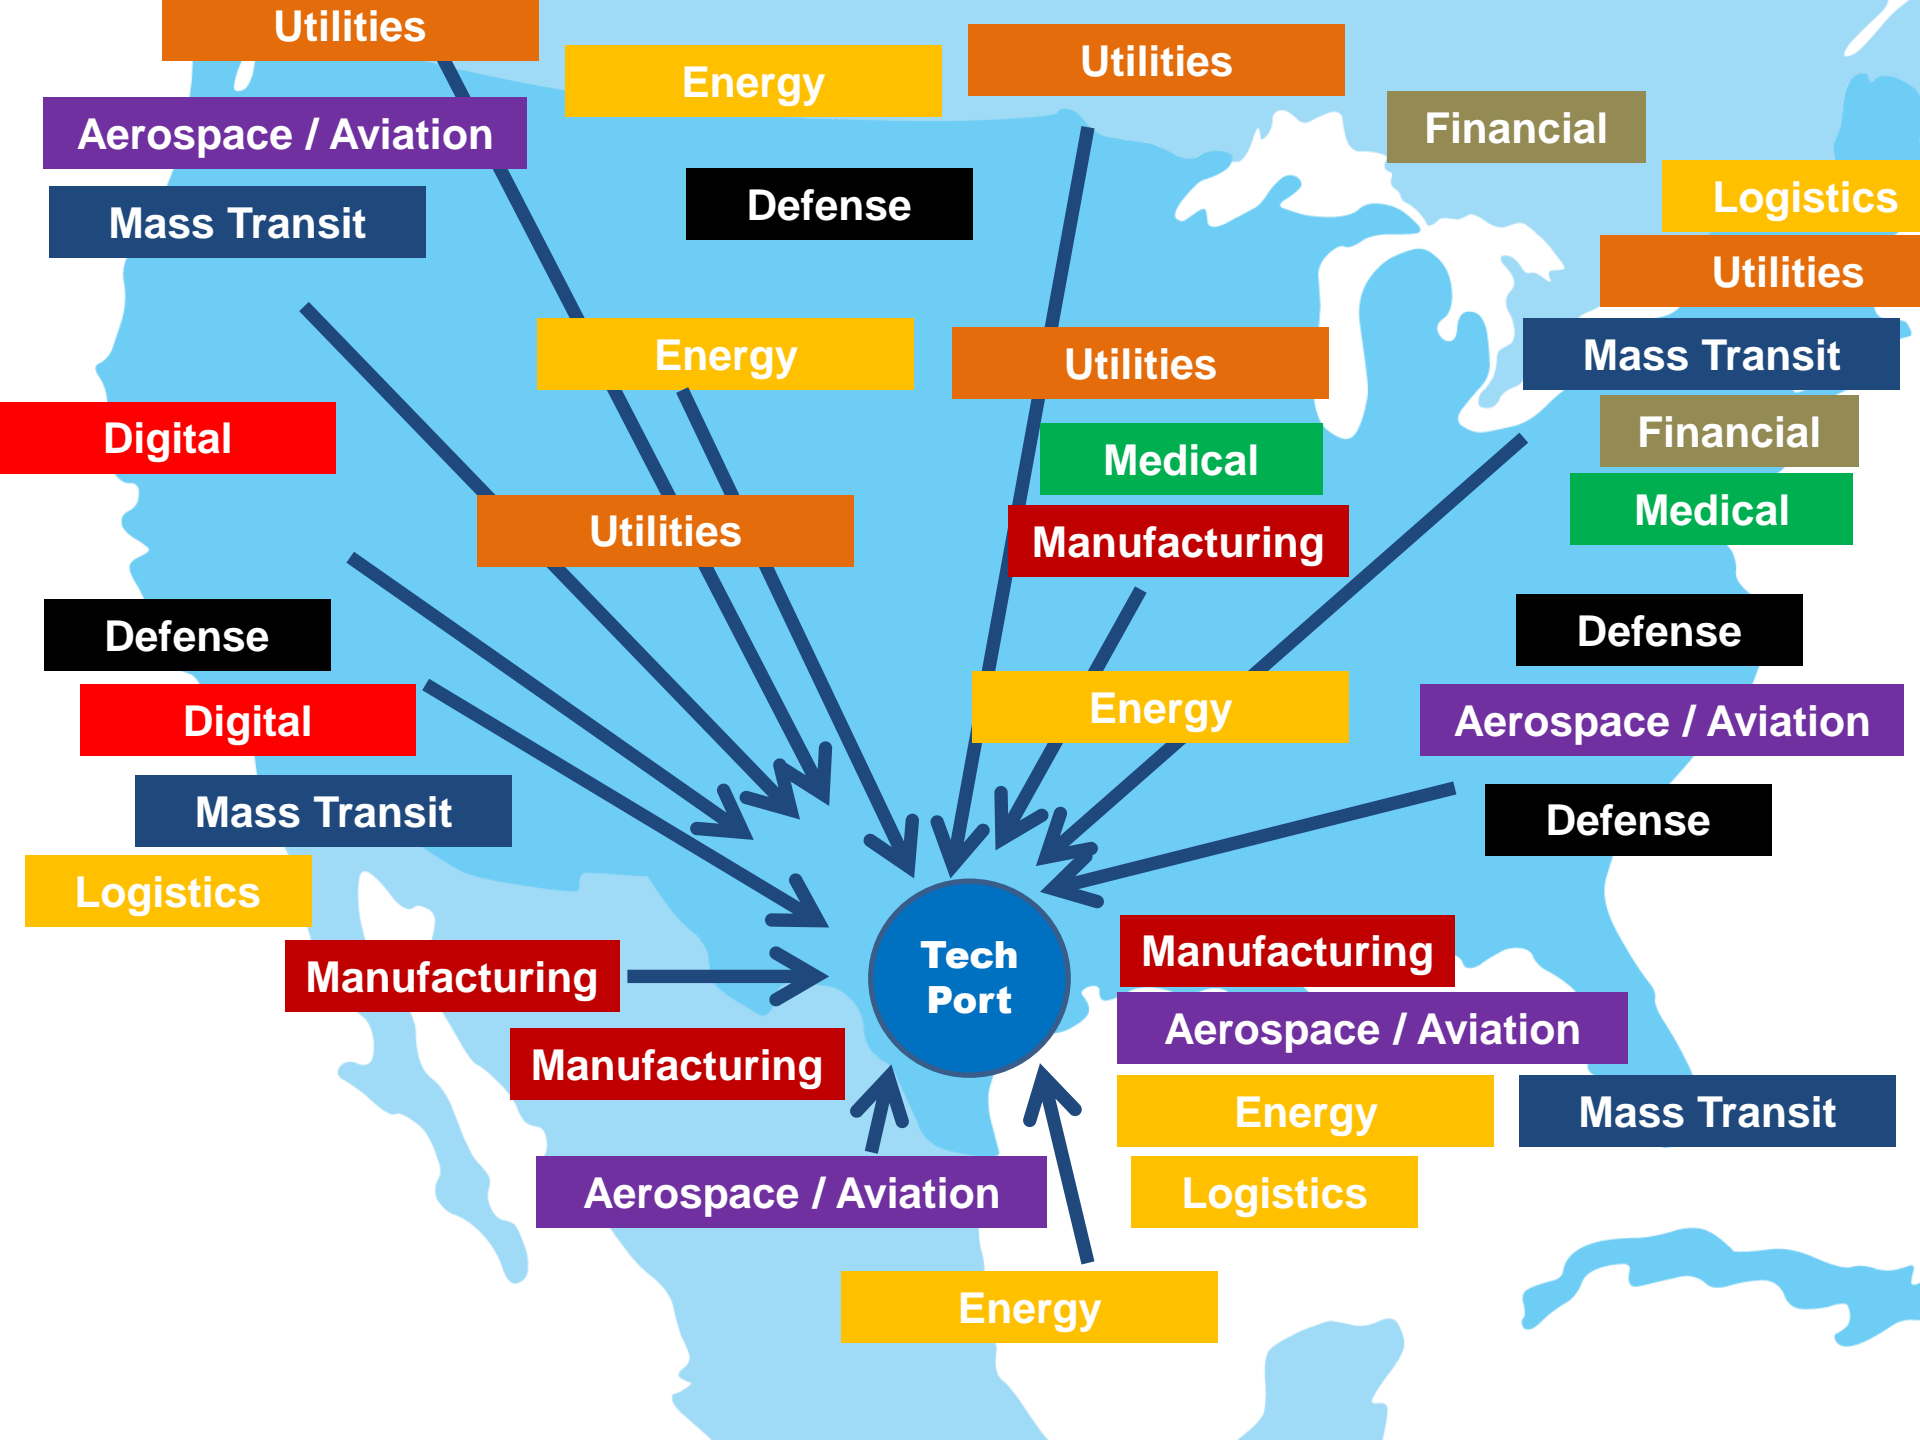 Utilities
Energy
Utilities
Aerospace / Aviation
Financial
Mass Transit
Defense
Logistics
Utilities
Energy
Utilities
Mass Transit
Digital
Medical
Financial
Utilities
Manufacturing
Medical
Defense
Defense
Digital
Energy
Aerospace / Aviation
Mass Transit
Defense
Logistics
Manufacturing
Tech
Port
Manufacturing
Manufacturing
Aerospace / Aviation
Energy
Mass Transit
Aerospace / Aviation
Logistics
Energy